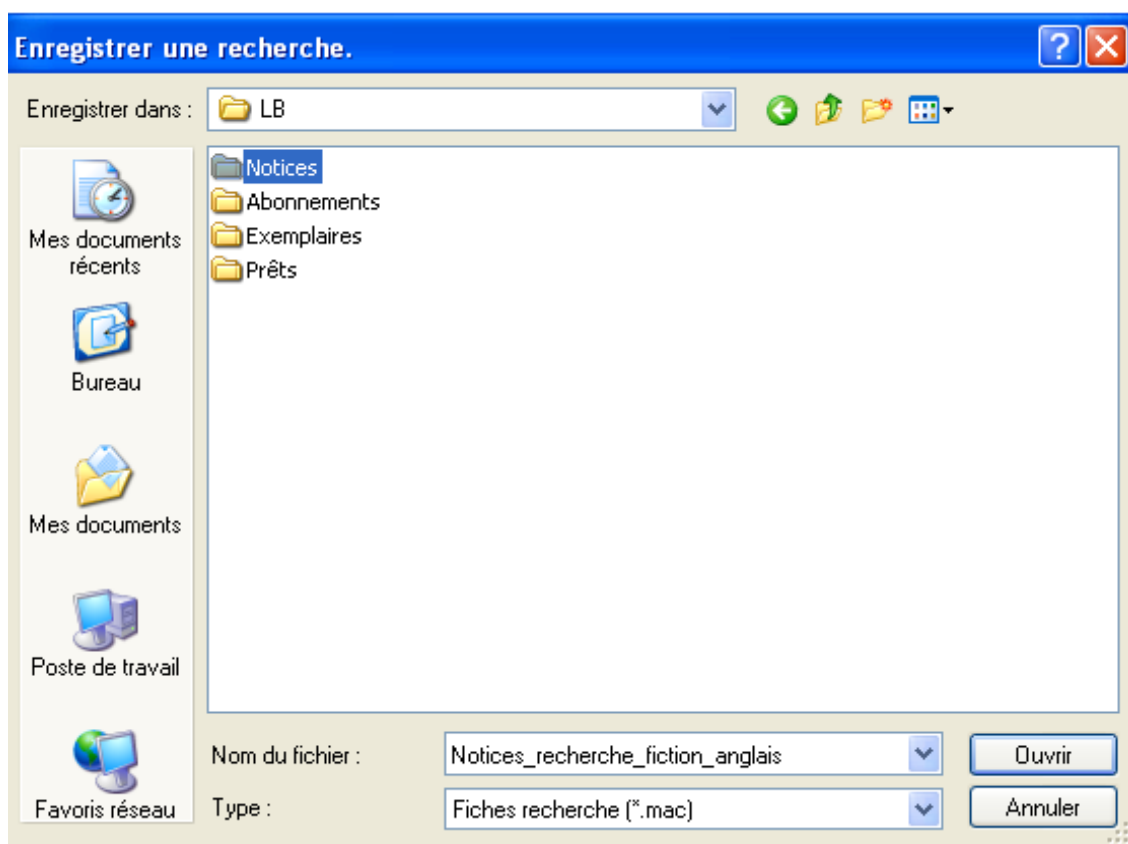 Enregistrer une recherche.
Enregistrer dans :
LB
Notices
Abonnements
Exemplaires
Prêts
Mes documents
récents
Bureau
Mes documents
Poste de travail
Favoris réseau
Nom du fichier :
Notices_recherche_fiction_anglais
Ouvrir
Type :
Fiches recherche (*.mac)
Annuler